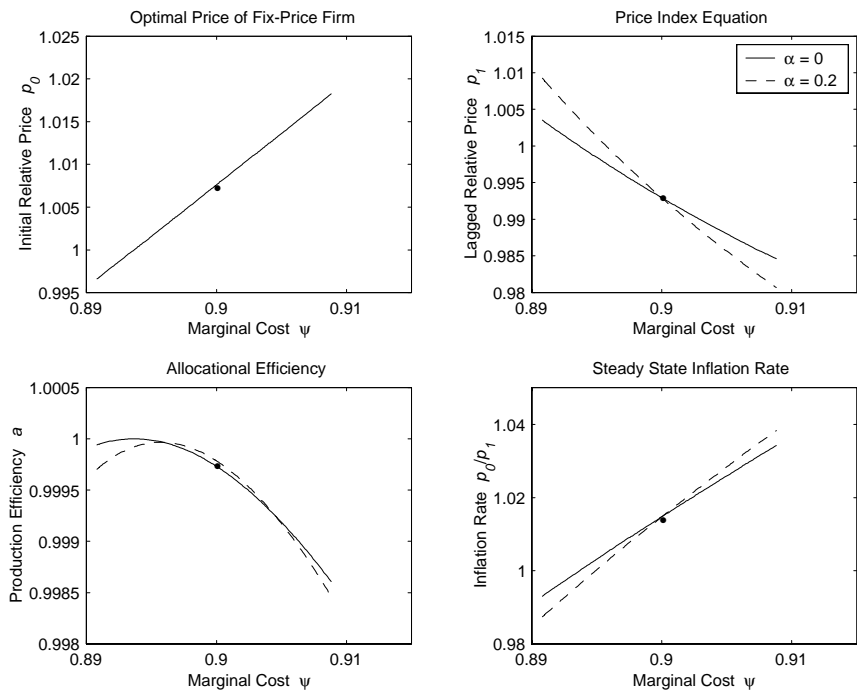 Optimal Price of Fix-Price Firm
1.025
1.02
1.015
1.01
1.005
1
0.995
0.89
0.9
0.91
Initial Relative Price p0
Marginal Cost ψ
Price Index Equation
α = 0
α = 0.2
1.015
1.01
1.005
1
0.995
0.99
0.985
0.98
0.89
0.9
0.91
Lagged Relative Price p1
Marginal Cost ψ
Allocational Efficiency
1.0005
1
0.9995
0.999
0.9985
0.998
0.89
0.9
0.91
Production Efficiency a
Marginal Cost ψ
Steady State Inflation Rate
1.04
1.02
1
0.98
0.89
0.9
0.91
Inflation Rate p0/p1
Marginal Cost ψ